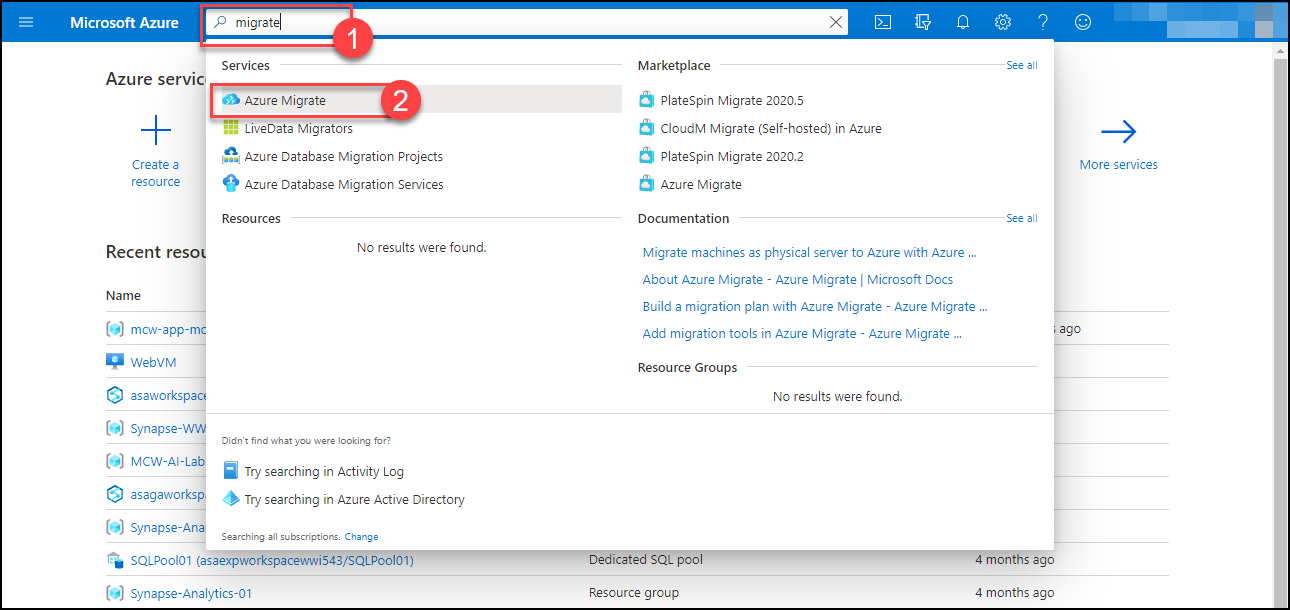 Microsoft Azure
migrate
1
Services
Azure Migrate
2
LiveData Migrators
Azure Database Migration Projects
Azure Database Migration Services
Resources
No results were found.
Marketplace
See all
PlateSpin Migrate 2020.5
CloudM Migrate (Self-hosted) in Azure
PlateSpin Migrate 2020.2
Azure Migrate
Documentation
See all
Migrate machines as physical server to Azure with Azure ...
About Azure Migrate - Azure Migrate | Microsoft Docs
Build a migration plan with Azure Migrate - Azure Migrate ...
Add migration tools in Azure Migrate - Azure Migrate ...
Resource Groups
No results were found.
Didn't find what you were looking for?
Try searching in Activity Log
Try searching in Azure Active Directory
Searching all subscriptions. Change
Azure servic
Create a
resource
More services
Recent resou
Name
mcw-app-mo
s ago
WebVM
asaworkspace
Synapse-WW
MCW-AI-Lab
asagaworkspa
Synapse-Ana
SQLPool01 (asaexpworkspacewwi543/SQLPool01) Dedicated SQL pool 4 months ago
Synapse-Analytics-01 Resource group 4 months ago